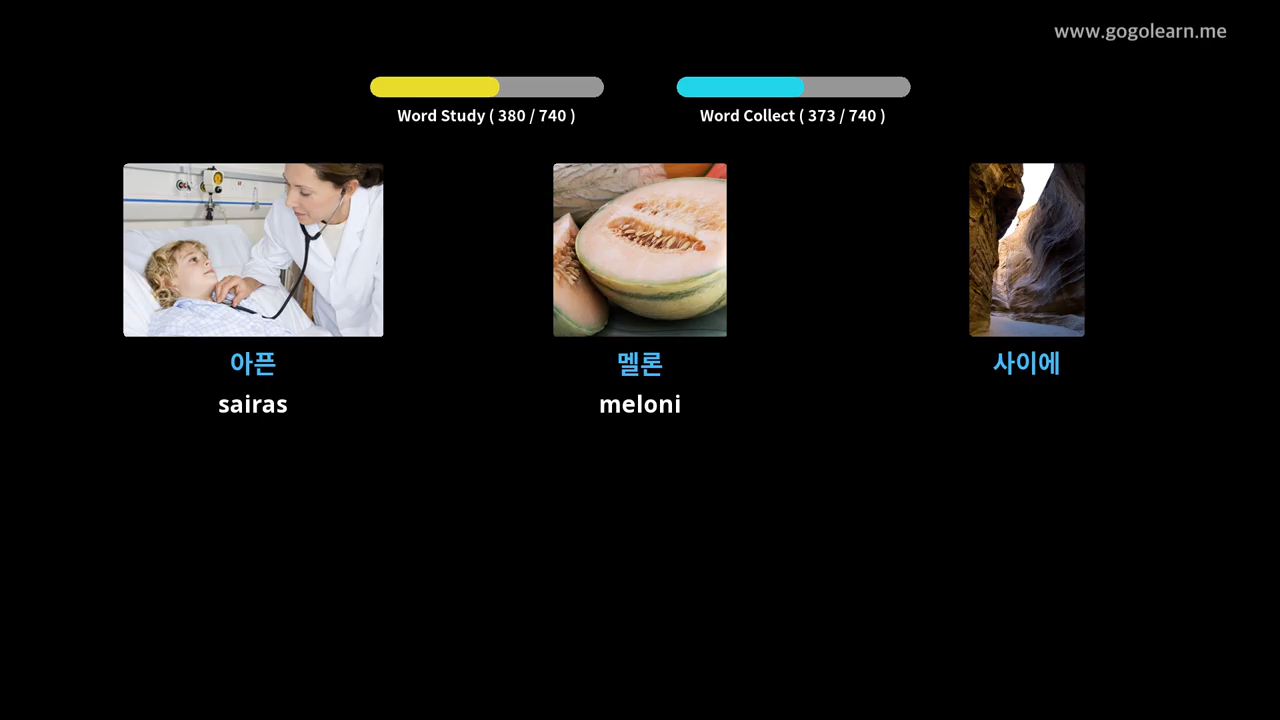 www.gogolearn.me
Word Study ( 380 / 740 )
Word Collect ( 373 / 740 )
아픈
멜론
사이에
sairas
meloni